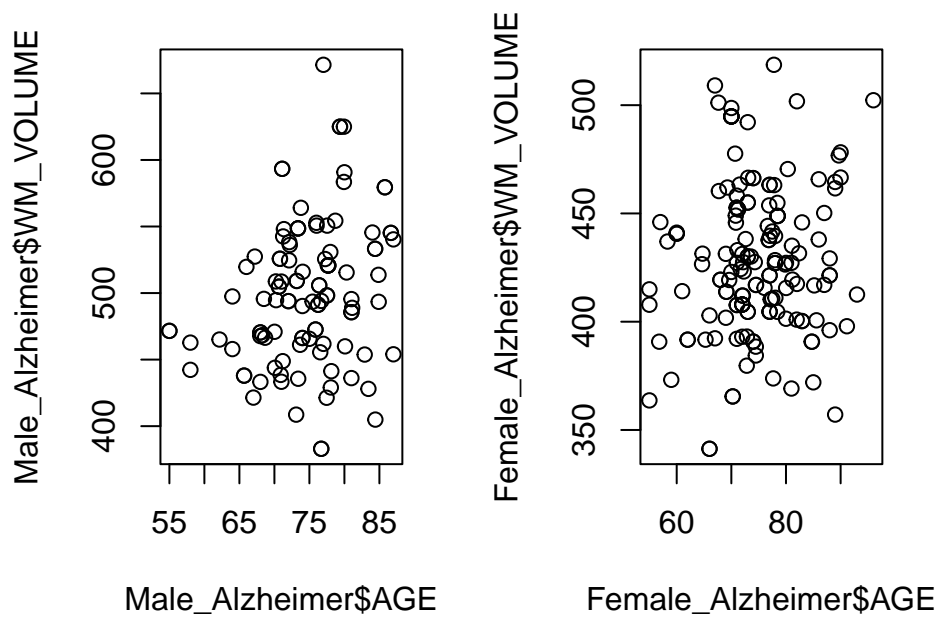 Male_Alzheimer$WM_VOLUME
600
500
400
55 65 75 85
Male_Alzheimer$AGE
Female_Alzheimer$WM_VOLUME
500
450
400
350
60 80
Female_Alzheimer$AGE